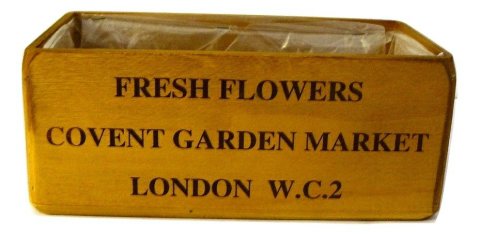 FRESH FLOWERS
COVENT GARDEN MARKET
LONDON W.C.2